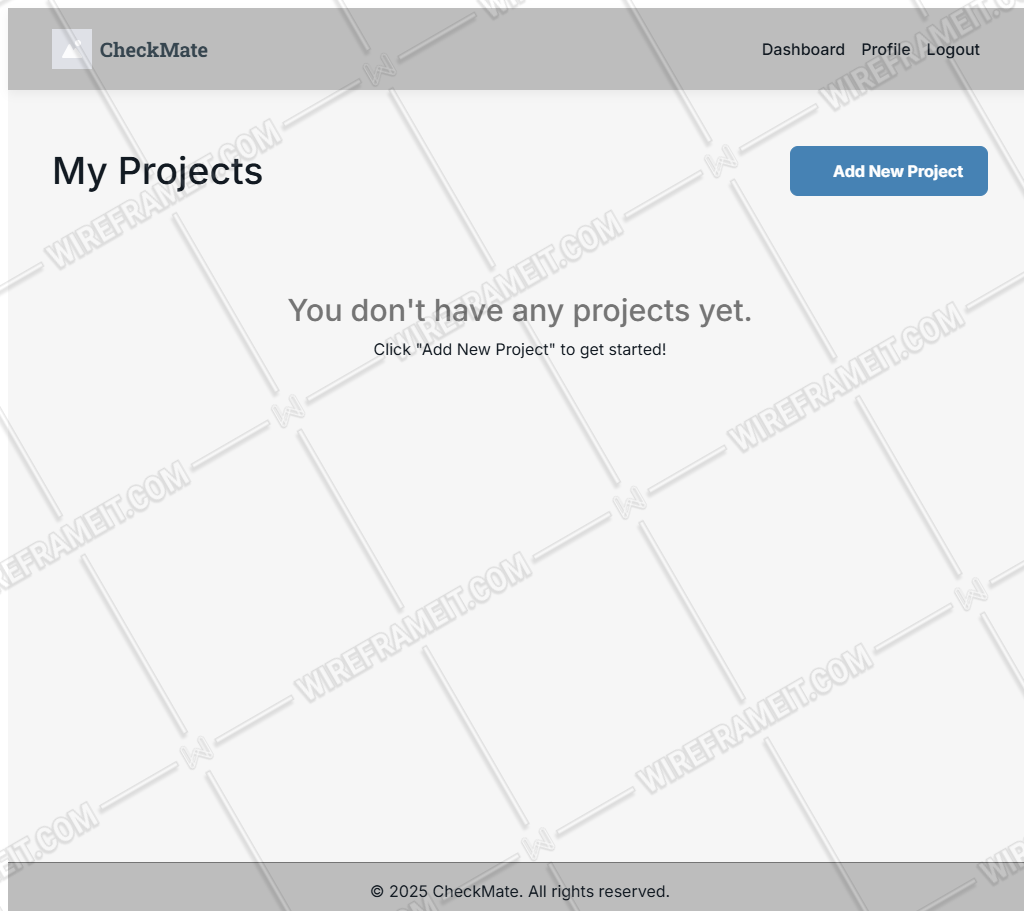 CheckMate
Dashboard Profile Logout
My Projects
Add New Project
You don't have any projects yet.
Click "Add New Project" to get started!
© 2025 CheckMate. All rights reserved.
WIREFRAMEIT.COM